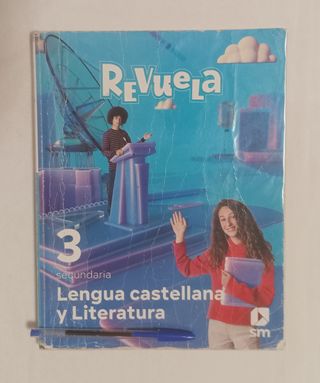 REVUELA
3
secundaria
Lengua castellana
y Literatura
sm